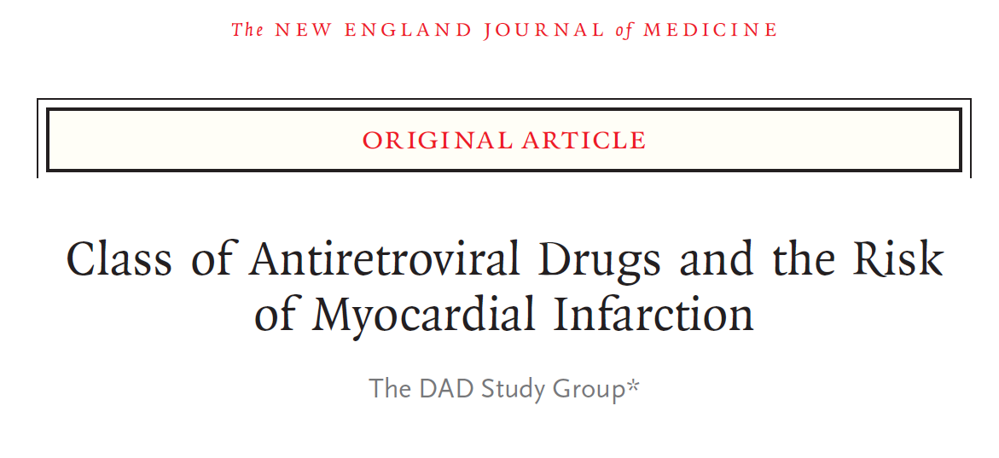 The NEW ENGLAND JOURNAL of MEDICINE
ORIGINAL ARTICLE
Class of Antiretroviral Drugs and the Risk
of Myocardial Infarction
The DAD Study Group*